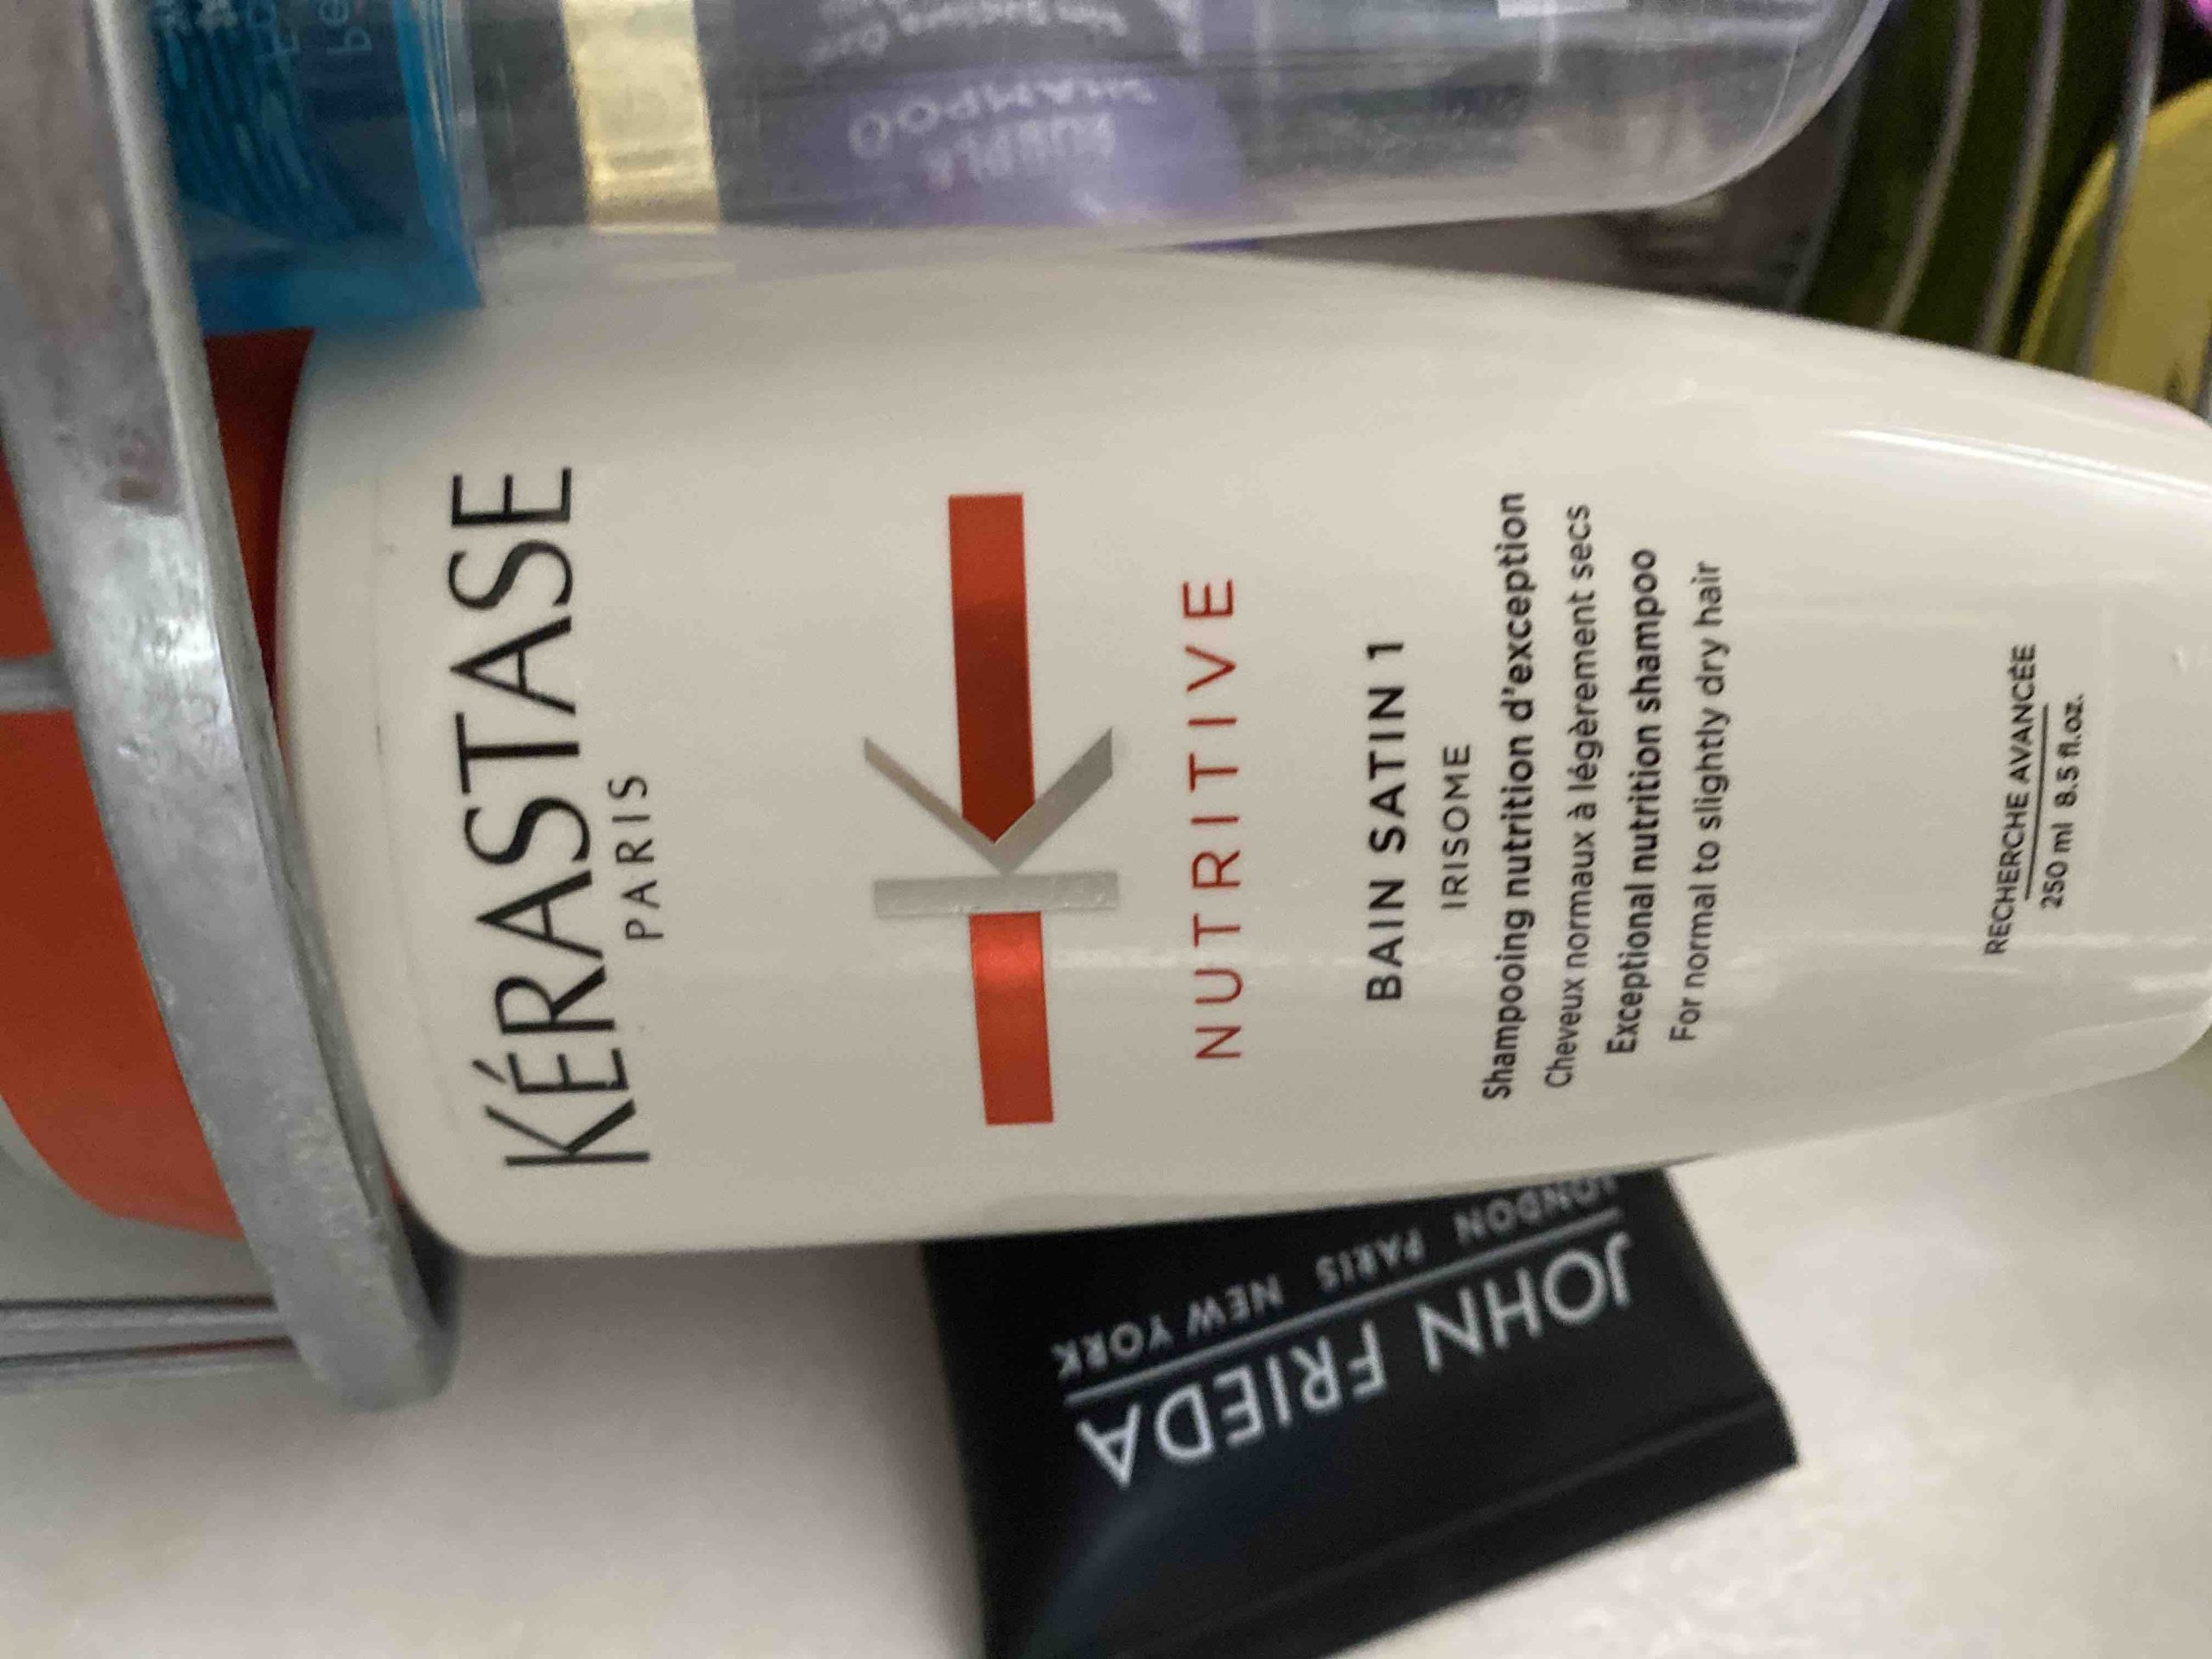 KÉRASTASE
PARIS
K
NUTRITIVE
BAIN SATIN 1
IRISOME
Shampooing nutrition d'exception
Cheveux normaux à légèrement secs
Exceptional nutrition shampoo
For normal to slightly dry hair
RECHERCHE AVANCÉE
250 ml 8.5 fl.oz.
JOHN FRIEDA
LONDON PARIS NEW YORK
PURPLE
SHAMPOO